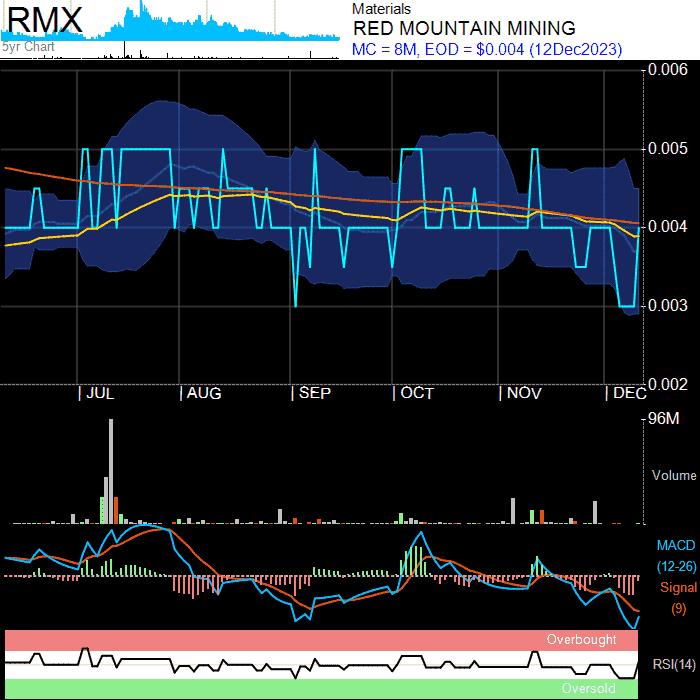 RMX
5yr Chart
Materials
RED MOUNTAIN MINING
MC = 8M, EOD = $0.004 (12Dec2023)
0.006
0.005
0.004
0.003
0.002
| JUL | AUG | SEP | OCT | NOV | DEC
96M
Volume
MACD
(12-26)
Signal
(9)
Overbought
RSI(14)
Oversold